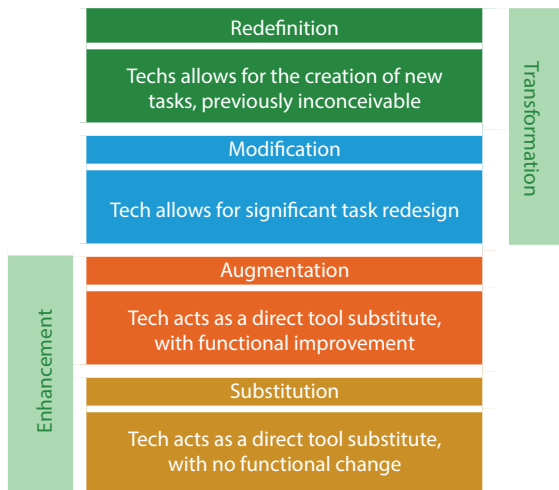 Redefinition
Techs allows for the creation of new
tasks, previously inconceivable
Transformation
Modification
Tech allows for significant task redesign
Augmentation
Tech acts as a direct tool substitute,
with functional improvement
Enhancement
Substitution
Tech acts as a direct tool substitute,
with no functional change